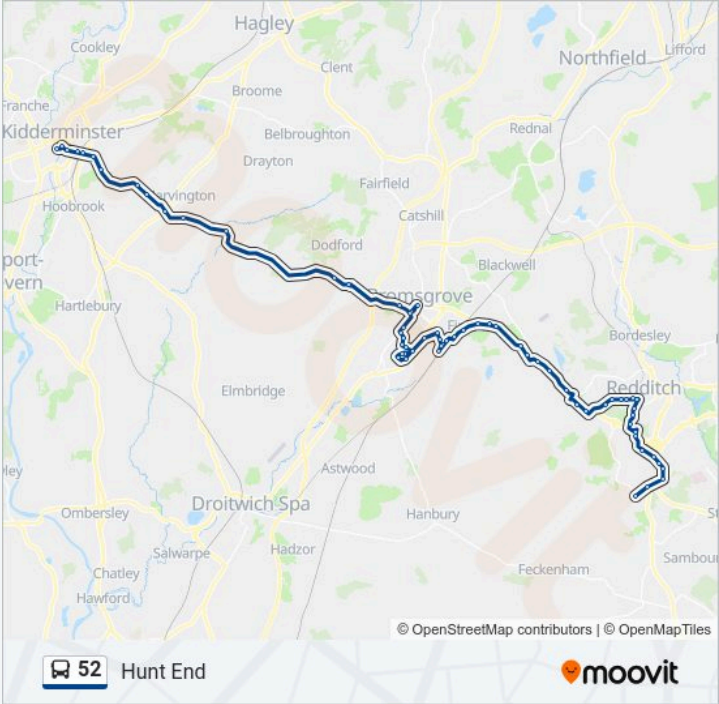 Hagley
Cookley
Northfield
Lifford
Clent
Broome
Franche
Kidderminster
Belbroughton
Rednal
Drayton
Fairfield
Hoobrook
Catshill
Dodford
Blackwell
Hartlebury
Bromsgrove
Bordesley
Redditch
Elmbridge
Astwood
Droitwich Spa
Ombersley
Hanbury
Salwarpe
Hadzor
Chatley
Hawford
Feckenham
© OpenStreetMap contributors | © OpenMapTiles
52 Hunt End
moovit